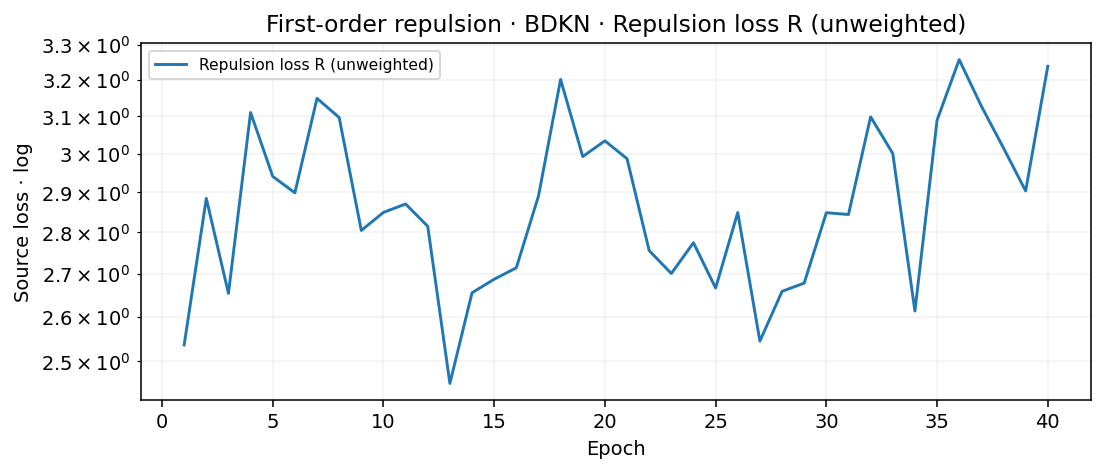 First-order repulsion · BDKN · Repulsion loss R (unweighted)
Repulsion loss R (unweighted)
Source loss · log
3.3 × 10⁰
3.2 × 10⁰
3.1 × 10⁰
3 × 10⁰
2.9 × 10⁰
2.8 × 10⁰
2.7 × 10⁰
2.6 × 10⁰
2.5 × 10⁰
0 5 10 15 20 25 30 35 40
Epoch